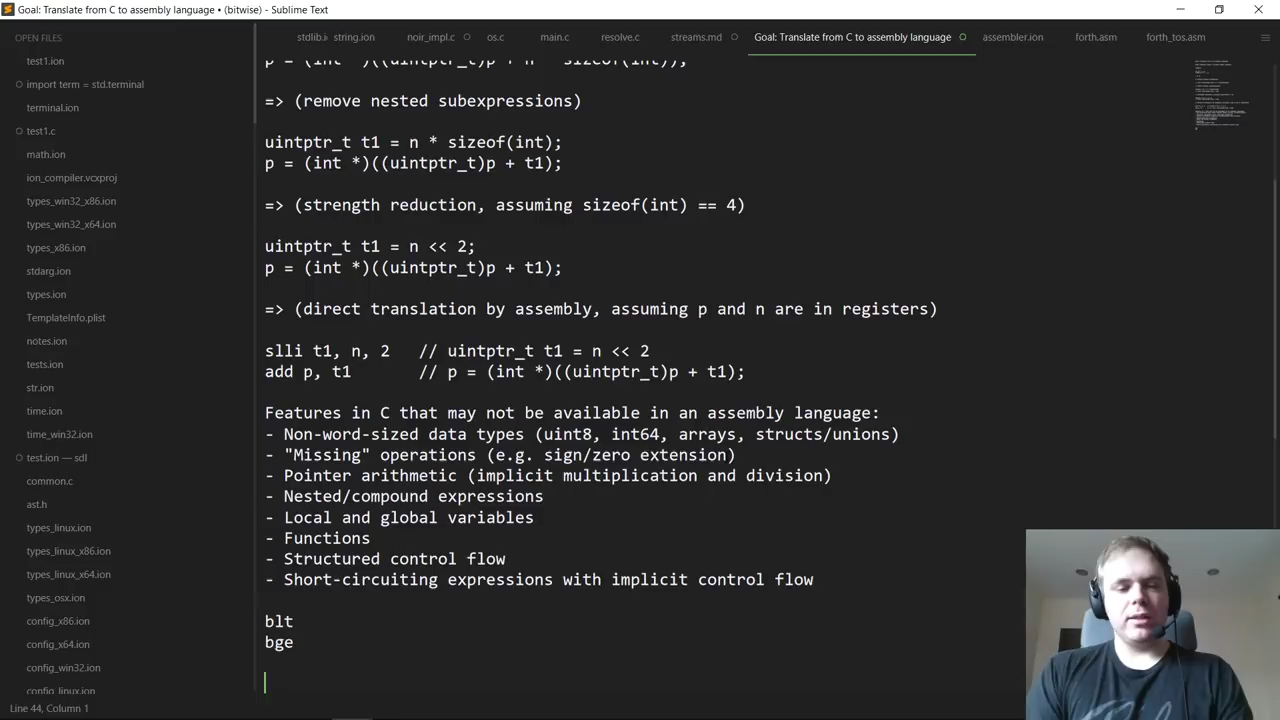 Goal: Translate from C to assembly language • (bitwise) - Sublime Text
OPEN FILES
stdlib.i string.ion noir_impl.c os.c main.c resolve.c streams.md Goal: Translate from C to assembly language assembler.ion forth.asm forth_tos.asm
test1.ion
import term = std.terminal
terminal.ion
test1.c
math.ion
ion_compiler.vcxproj
types_win32_x86.ion
types_win32_x64.ion
types_x86.ion
stdarg.ion
types.ion
TemplateInfo.plist
notes.ion
tests.ion
str.ion
time.ion
time_win32.ion
test.ion — sdl
common.c
ast.h
types_linux.ion
types_linux_x86.ion
types_linux_x64.ion
types_osx.ion
config_x86.ion
config_x64.ion
config_win32.ion
config_linux.ion
p = (int *)((uintptr_t)p + n * sizeof(int));
=> (remove nested subexpressions)
uintptr_t t1 = n * sizeof(int);
p = (int *)((uintptr_t)p + t1);
=> (strength reduction, assuming sizeof(int) == 4)
uintptr_t t1 = n << 2;
p = (int *)((uintptr_t)p + t1);
=> (direct translation by assembly, assuming p and n are in registers)
slli t1, n, 2 // uintptr_t t1 = n << 2
add p, t1 // p = (int *)((uintptr_t)p + t1);
Features in C that may not be available in an assembly language:
- Non-word-sized data types (uint8, int64, arrays, structs/unions)
- "Missing" operations (e.g. sign/zero extension)
- Pointer arithmetic (implicit multiplication and division)
- Nested/compound expressions
- Local and global variables
- Functions
- Structured control flow
- Short-circuiting expressions with implicit control flow
blt
bge
Line 44, Column 1